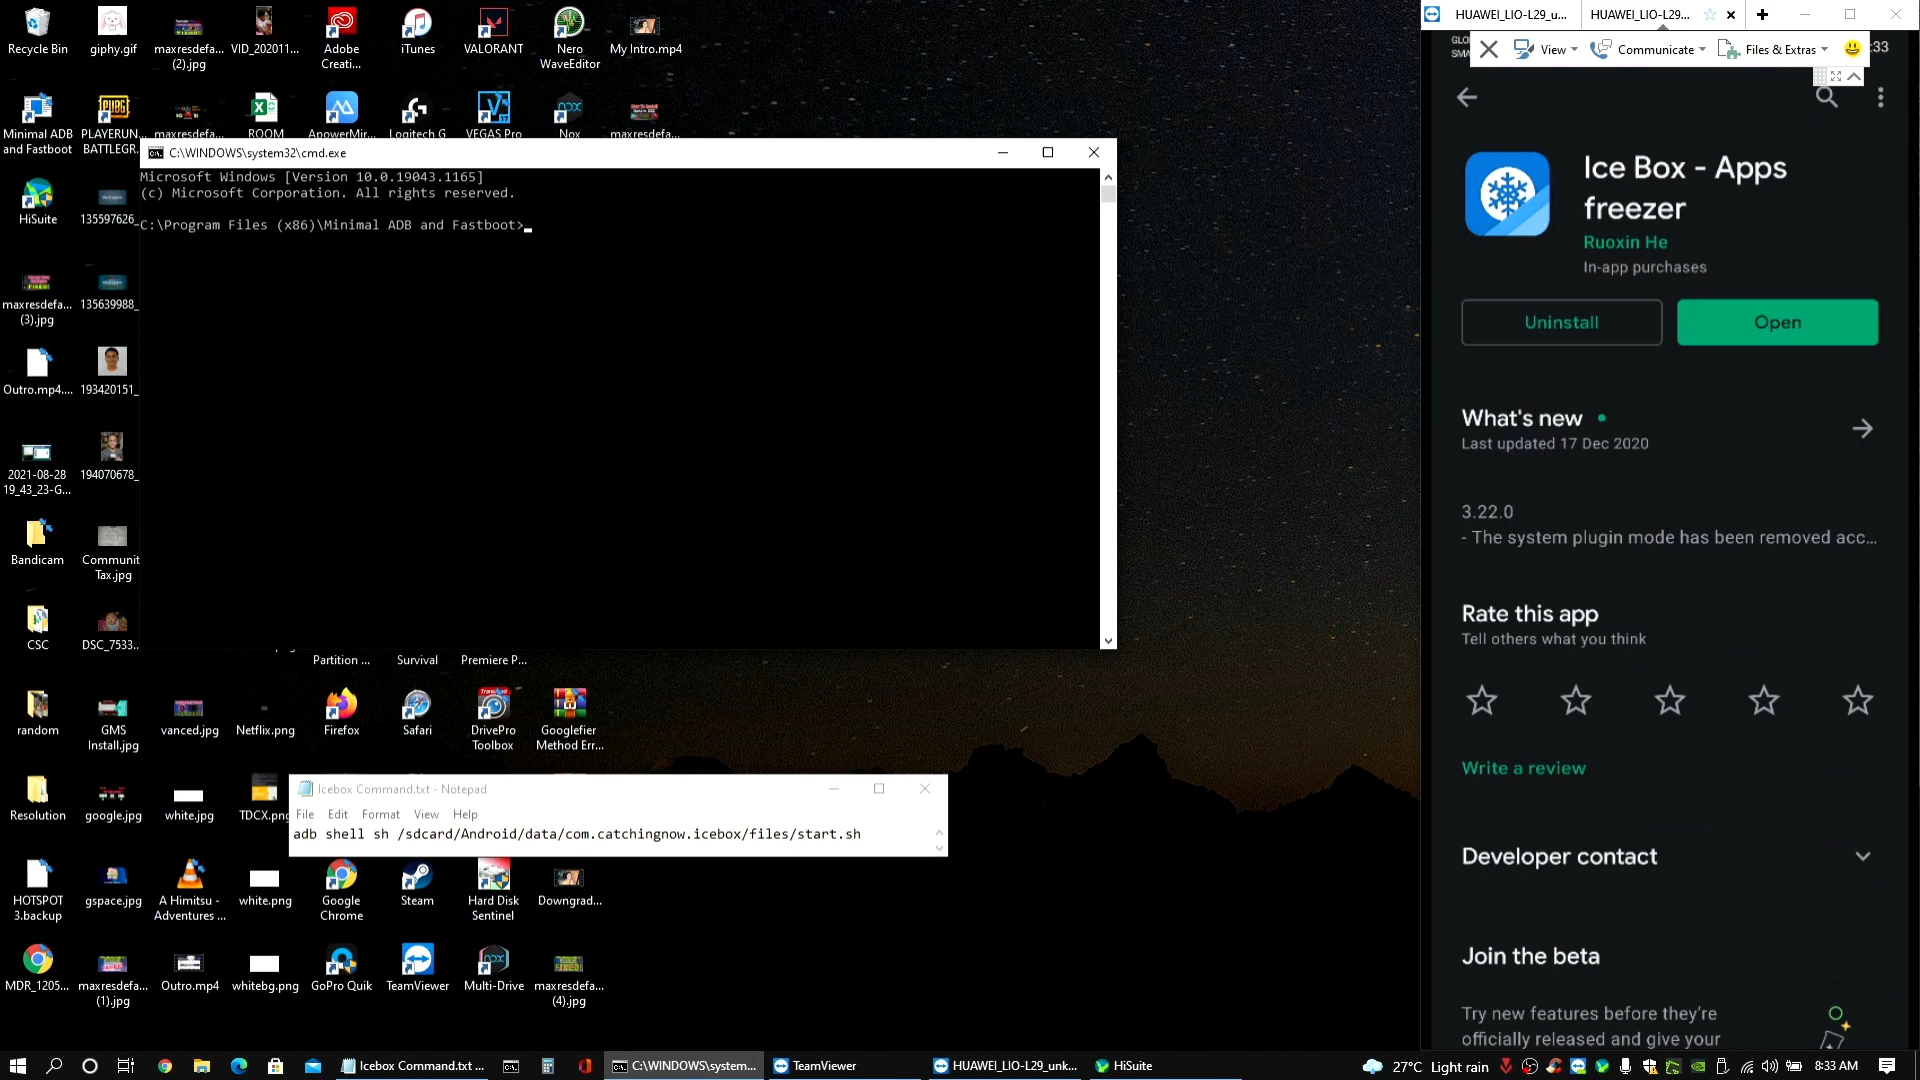 Recycle Bin
giphy.gif
maxresdefa...
(2).jpg
VID_202011...
Adobe
Creati...
iTunes
VALORANT
Nero
WaveEditor
My Intro.mp4
Minimal ADB
and Fastboot
PLAYERUN...
BATTLEGR...
maxresdefa...
ROOM
ApowerMir...
Logitech G
VEGAS Pro
Nox
maxresdefa...
HiSuite
135597626_
maxresdefa...
(3).jpg
135639988_
Outro.mp4....
193420151_
2021-08-28
19_43_23-G...
194070678_
Bandicam
Communit
Tax.jpg
CSC
DSC_7533...
Partition ...
Survival
Premiere P...
random
GMS
Install.jpg
vanced.jpg
Netflix.png
Firefox
Safari
DrivePro
Toolbox
Googlefier
Method Err...
Resolution
google.jpg
white.jpg
TDCX.png
HOTSPOT
3.backup
gspace.jpg
A Himitsu -
Adventures ...
white.png
Google
Chrome
Steam
Hard Disk
Sentinel
Downgrad...
MDR_1205...
maxresdefa...
(1).jpg
Outro.mp4
whitebg.png
GoPro Quik
TeamViewer
Multi-Drive
maxresdefa...
(4).jpg
C:\WINDOWS\system32\cmd.exe
Microsoft Windows [Version 10.0.19043.1165]
(c) Microsoft Corporation. All rights reserved.
C:\Program Files (x86)\Minimal ADB and Fastboot>
Icebox Command.txt - Notepad
File Edit Format View Help
adb shell sh /sdcard/Android/data/com.catchingnow.icebox/files/start.sh
HUAWEI_LIO-L29_u...
HUAWEI_LIO-L29...
View
Communicate
Files & Extras
:33
Ice Box - Apps
freezer
Ruoxin He
In-app purchases
Uninstall
Open
What's new
Last updated 17 Dec 2020
3.22.0
- The system plugin mode has been removed acc...
Rate this app
Tell others what you think
Write a review
Developer contact
Join the beta
Try new features before they're
officially released and give your
Icebox Command.txt ...
C:\WINDOWS\system...
TeamViewer
HUAWEI_LIO-L29_unk...
HiSuite
27°C Light rain
8:33 AM